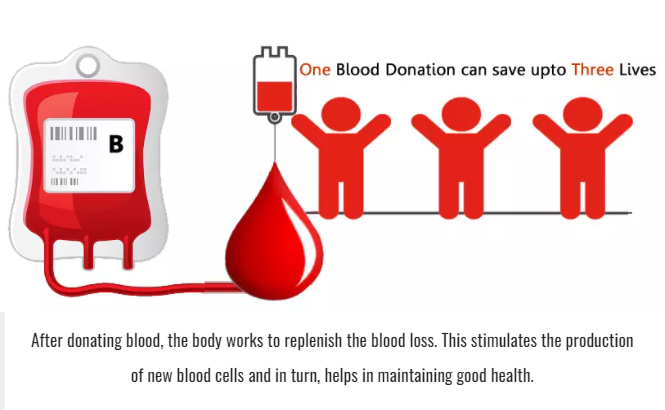 One Blood Donation can save upto Three Lives
B
After donating blood, the body works to replenish the blood loss. This stimulates the production
of new blood cells and in turn, helps in maintaining good health.